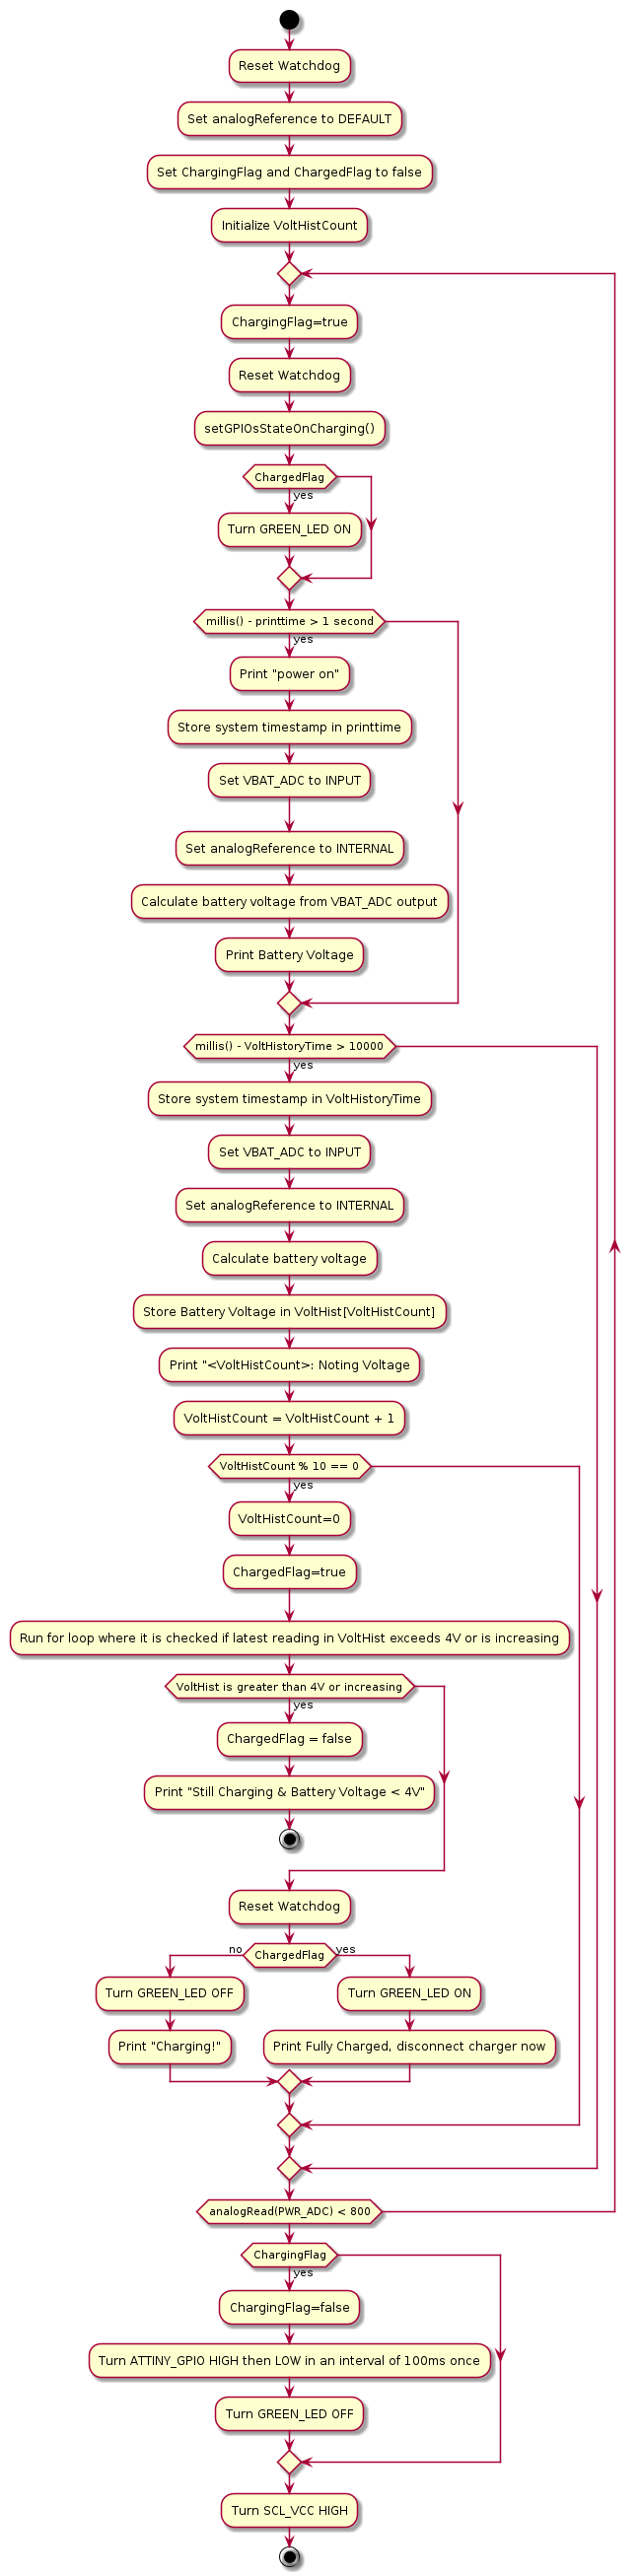 Reset Watchdog
Set analogReference to DEFAULT
Set ChargingFlag and ChargedFlag to false
Initialize VoltHistCount
ChargingFlag=true
Reset Watchdog
setGPIOsStateOnCharging()
ChargedFlag
yes
Turn GREEN_LED ON
millis() - printtime > 1 second
yes
Print "power on"
Store system timestamp in printtime
Set VBAT_ADC to INPUT
Set analogReference to INTERNAL
Calculate battery voltage from VBAT_ADC output
Print Battery Voltage
millis() - VoltHistoryTime > 10000
yes
Store system timestamp in VoltHistoryTime
Set VBAT_ADC to INPUT
Set analogReference to INTERNAL
Calculate battery voltage
Store Battery Voltage in VoltHist[VoltHistCount]
Print "<VoltHistCount>: Noting Voltage
VoltHistCount = VoltHistCount + 1
VoltHistCount % 10 == 0
yes
VoltHistCount=0
ChargedFlag=true
Run for loop where it is checked if latest reading in VoltHist exceeds 4V or is increasing
VoltHist is greater than 4V or increasing
yes
ChargedFlag = false
Print "Still Charging & Battery Voltage < 4V"
Reset Watchdog
no ChargedFlag yes
Turn GREEN_LED OFF Turn GREEN_LED ON
Print "Charging!" Print Fully Charged, disconnect charger now
analogRead(PWR_ADC) < 800
ChargingFlag
yes
ChargingFlag=false
Turn ATTINY_GPIO HIGH then LOW in an interval of 100ms once
Turn GREEN_LED OFF
Turn SCL_VCC HIGH